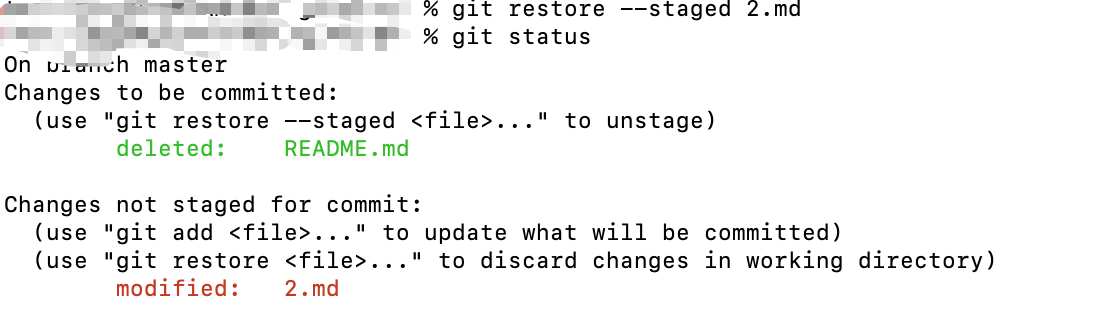 % git restore --staged 2.md
% git status
On branch master
Changes to be committed:
(use "git restore --staged <file>..." to unstage)
deleted: README.md
Changes not staged for commit:
(use "git add <file>..." to update what will be committed)
(use "git restore <file>..." to discard changes in working directory)
modified: 2.md